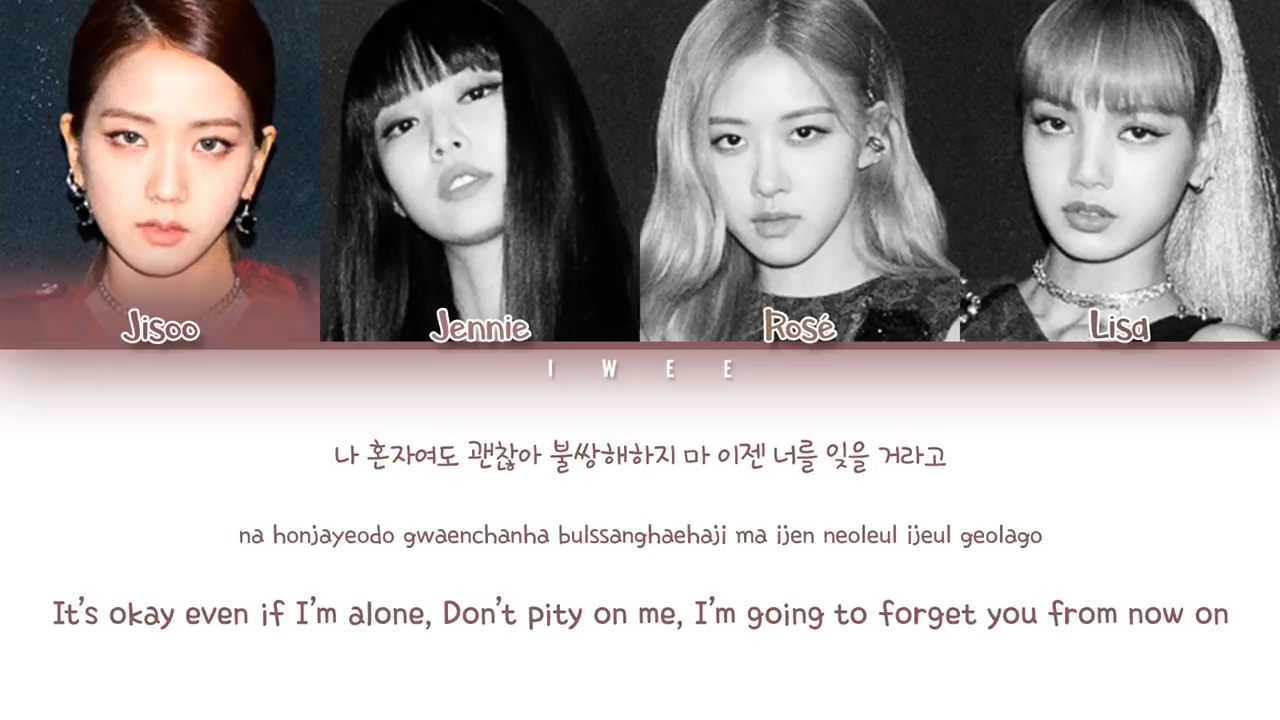 Jisoo Jennie Rosé Lisa
I W E E
나 혼자여도 괜찮아 불쌍해하지 마 이젠 너를 잊을 거라고
na honjayeodo gwaenchanha bulssanghaehaji ma ijen neoleul ijeul geolago
It's okay even if I'm alone, Don't pity on me, I'm going to forget you from now on